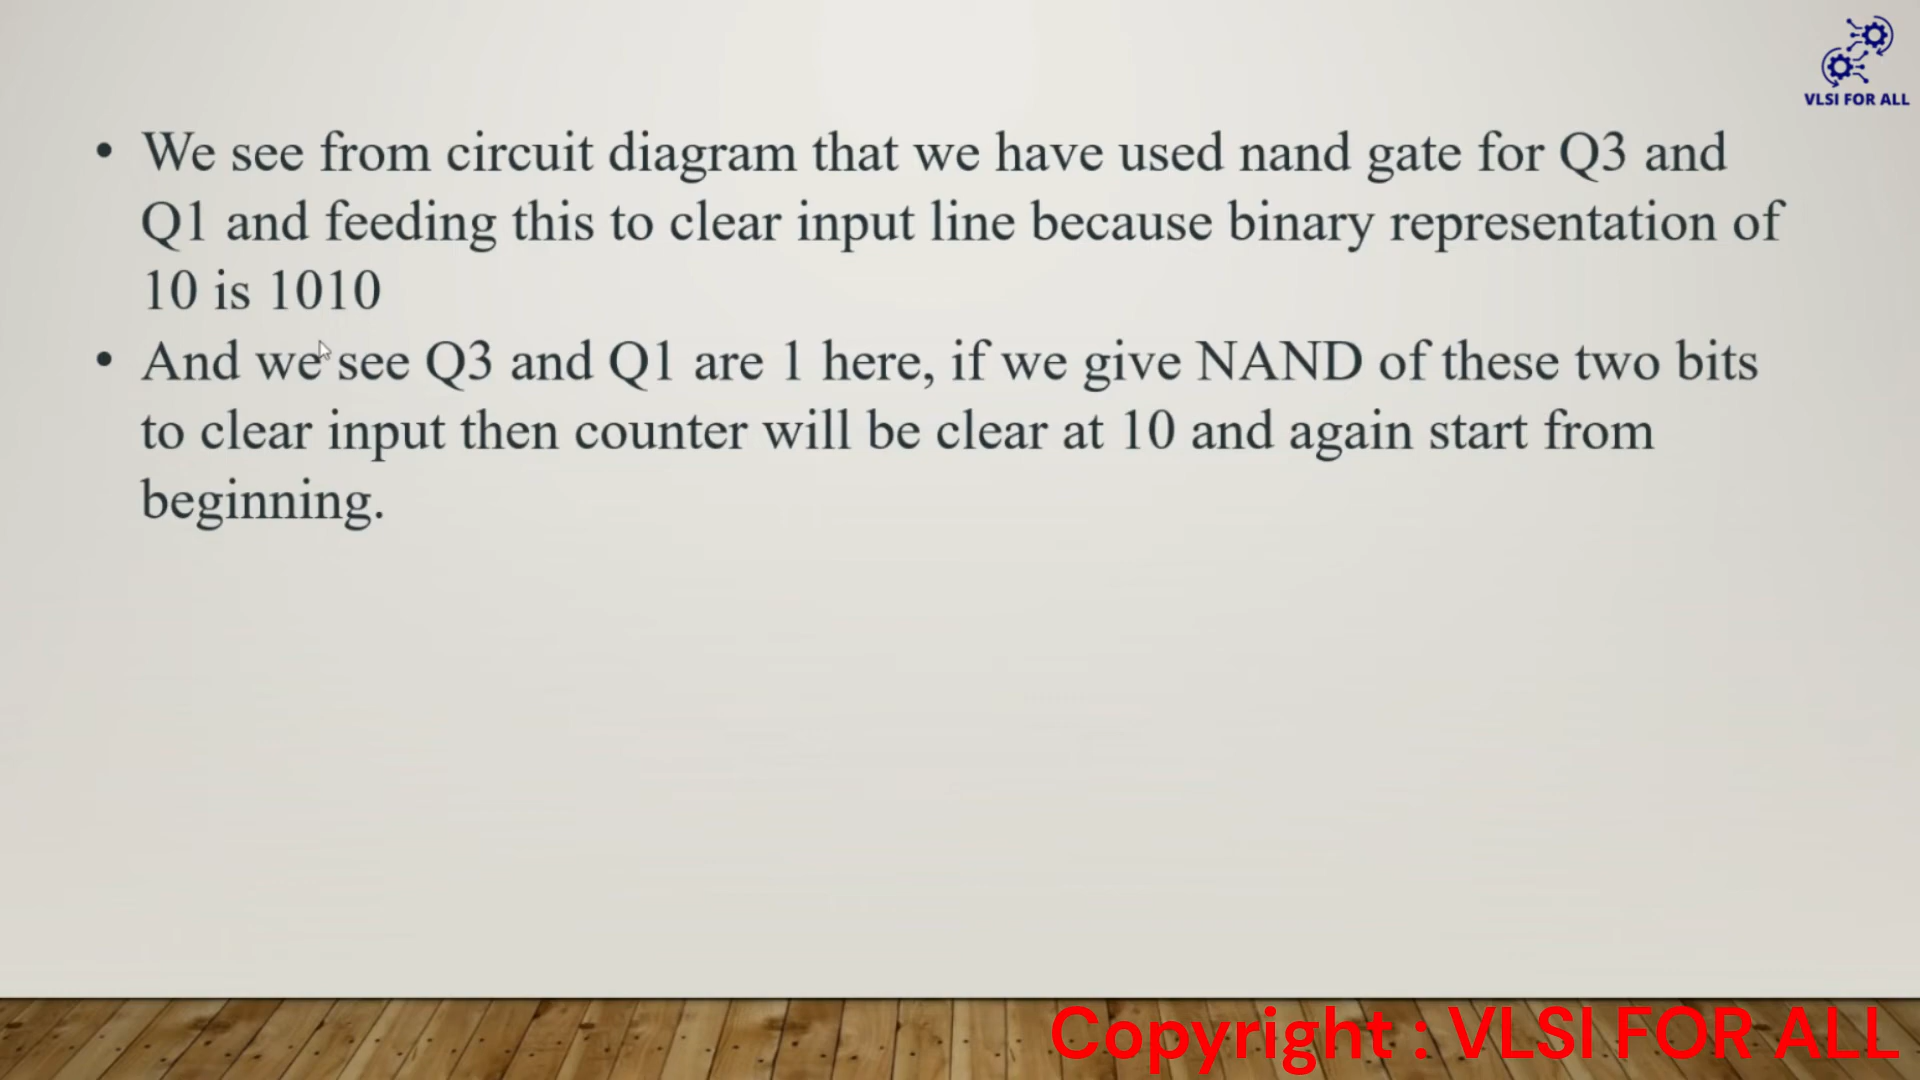 VLSI FOR ALL
• We see from circuit diagram that we have used nand gate for Q3 and
Q1 and feeding this to clear input line because binary representation of
10 is 1010
• And we see Q3 and Q1 are 1 here, if we give NAND of these two bits
to clear input then counter will be clear at 10 and again start from
beginning.
Copyright : VLSI FOR ALL